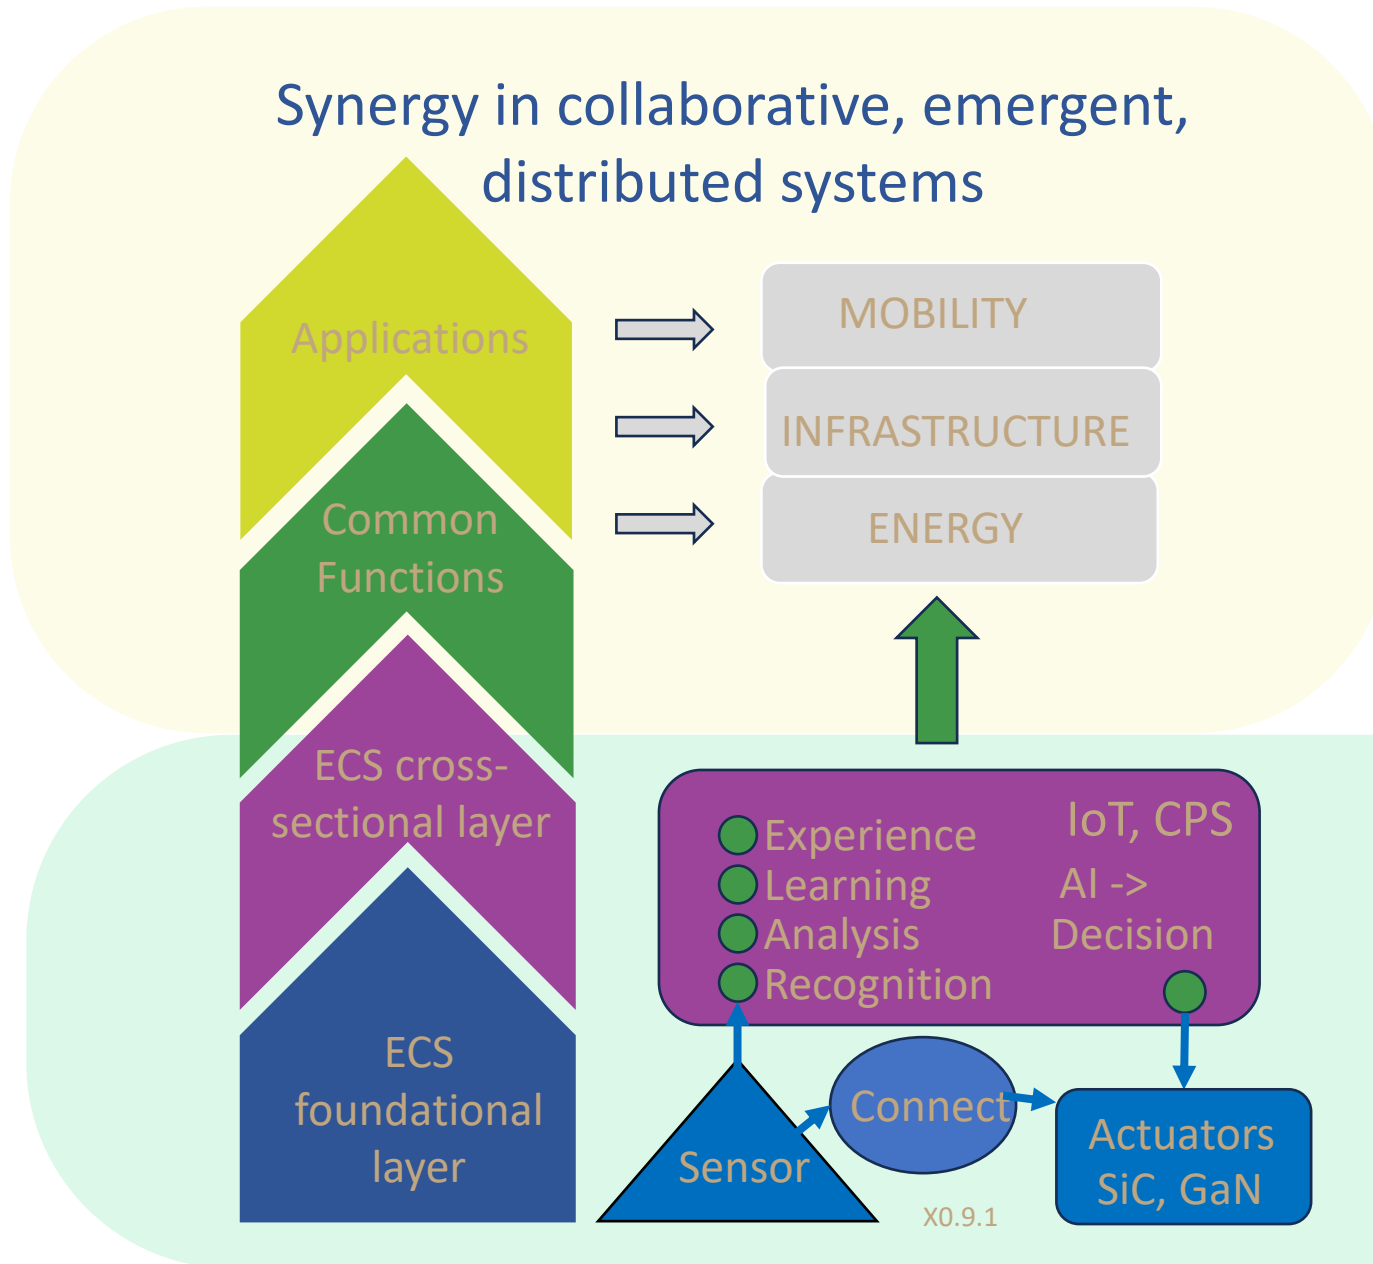 Synergy in collaborative, emergent,
distributed systems
Applications
Common
Functions
ECS cross-
sectional layer
ECS
foundational
layer
MOBILITY
INFRASTRUCTURE
ENERGY
Experience
Learning
Analysis
Recognition
IoT, CPS
AI ->
Decision
Sensor
Connect
Actuators
SiC, GaN
X0.9.1